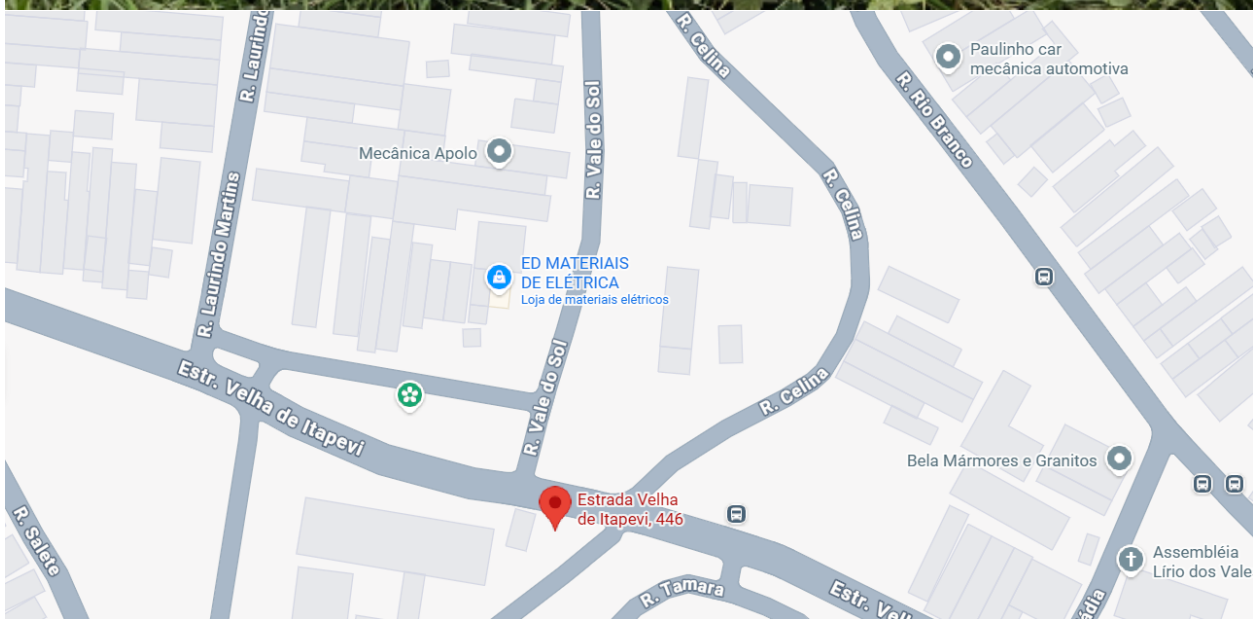 R. Laurindo
R. Celina
Paulinho car
mecânica automotiva
R. Rio Branco
Mecânica Apolo
R. Vale do Sol
R. Celina
R. Laurindo Martins
ED MATERIAIS
DE ELÉTRICA
Loja de materiais elétricos
R. Vale do Sol
Estr. Velha de Itapevi
R. Celina
Bela Mármores e Granitos
Estrada Velha
de Itapevi, 446
R. Salete
Assembléia
Lírio dos Vale
R. Tamara
Estr. Vel
ádia